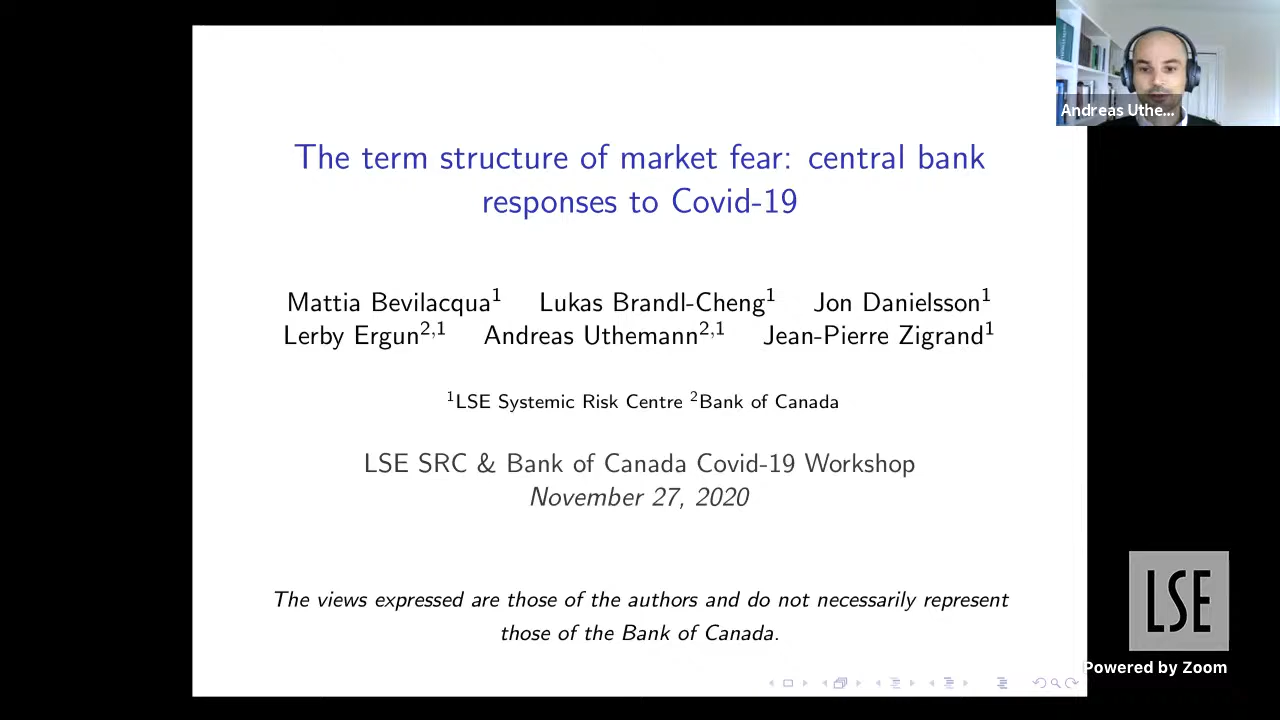 The term structure of market fear: central bank
responses to Covid-19
Mattia Bevilacqua¹ Lukas Brandl-Cheng¹ Jon Danielsson¹
Lerby Ergun²,¹ Andreas Uthemann²,¹ Jean-Pierre Zigrand¹
¹LSE Systemic Risk Centre ²Bank of Canada
LSE SRC & Bank of Canada Covid-19 Workshop
November 27, 2020
The views expressed are those of the authors and do not necessarily represent
those of the Bank of Canada.
Andreas Uthe...
LSE
Powered by Zoom